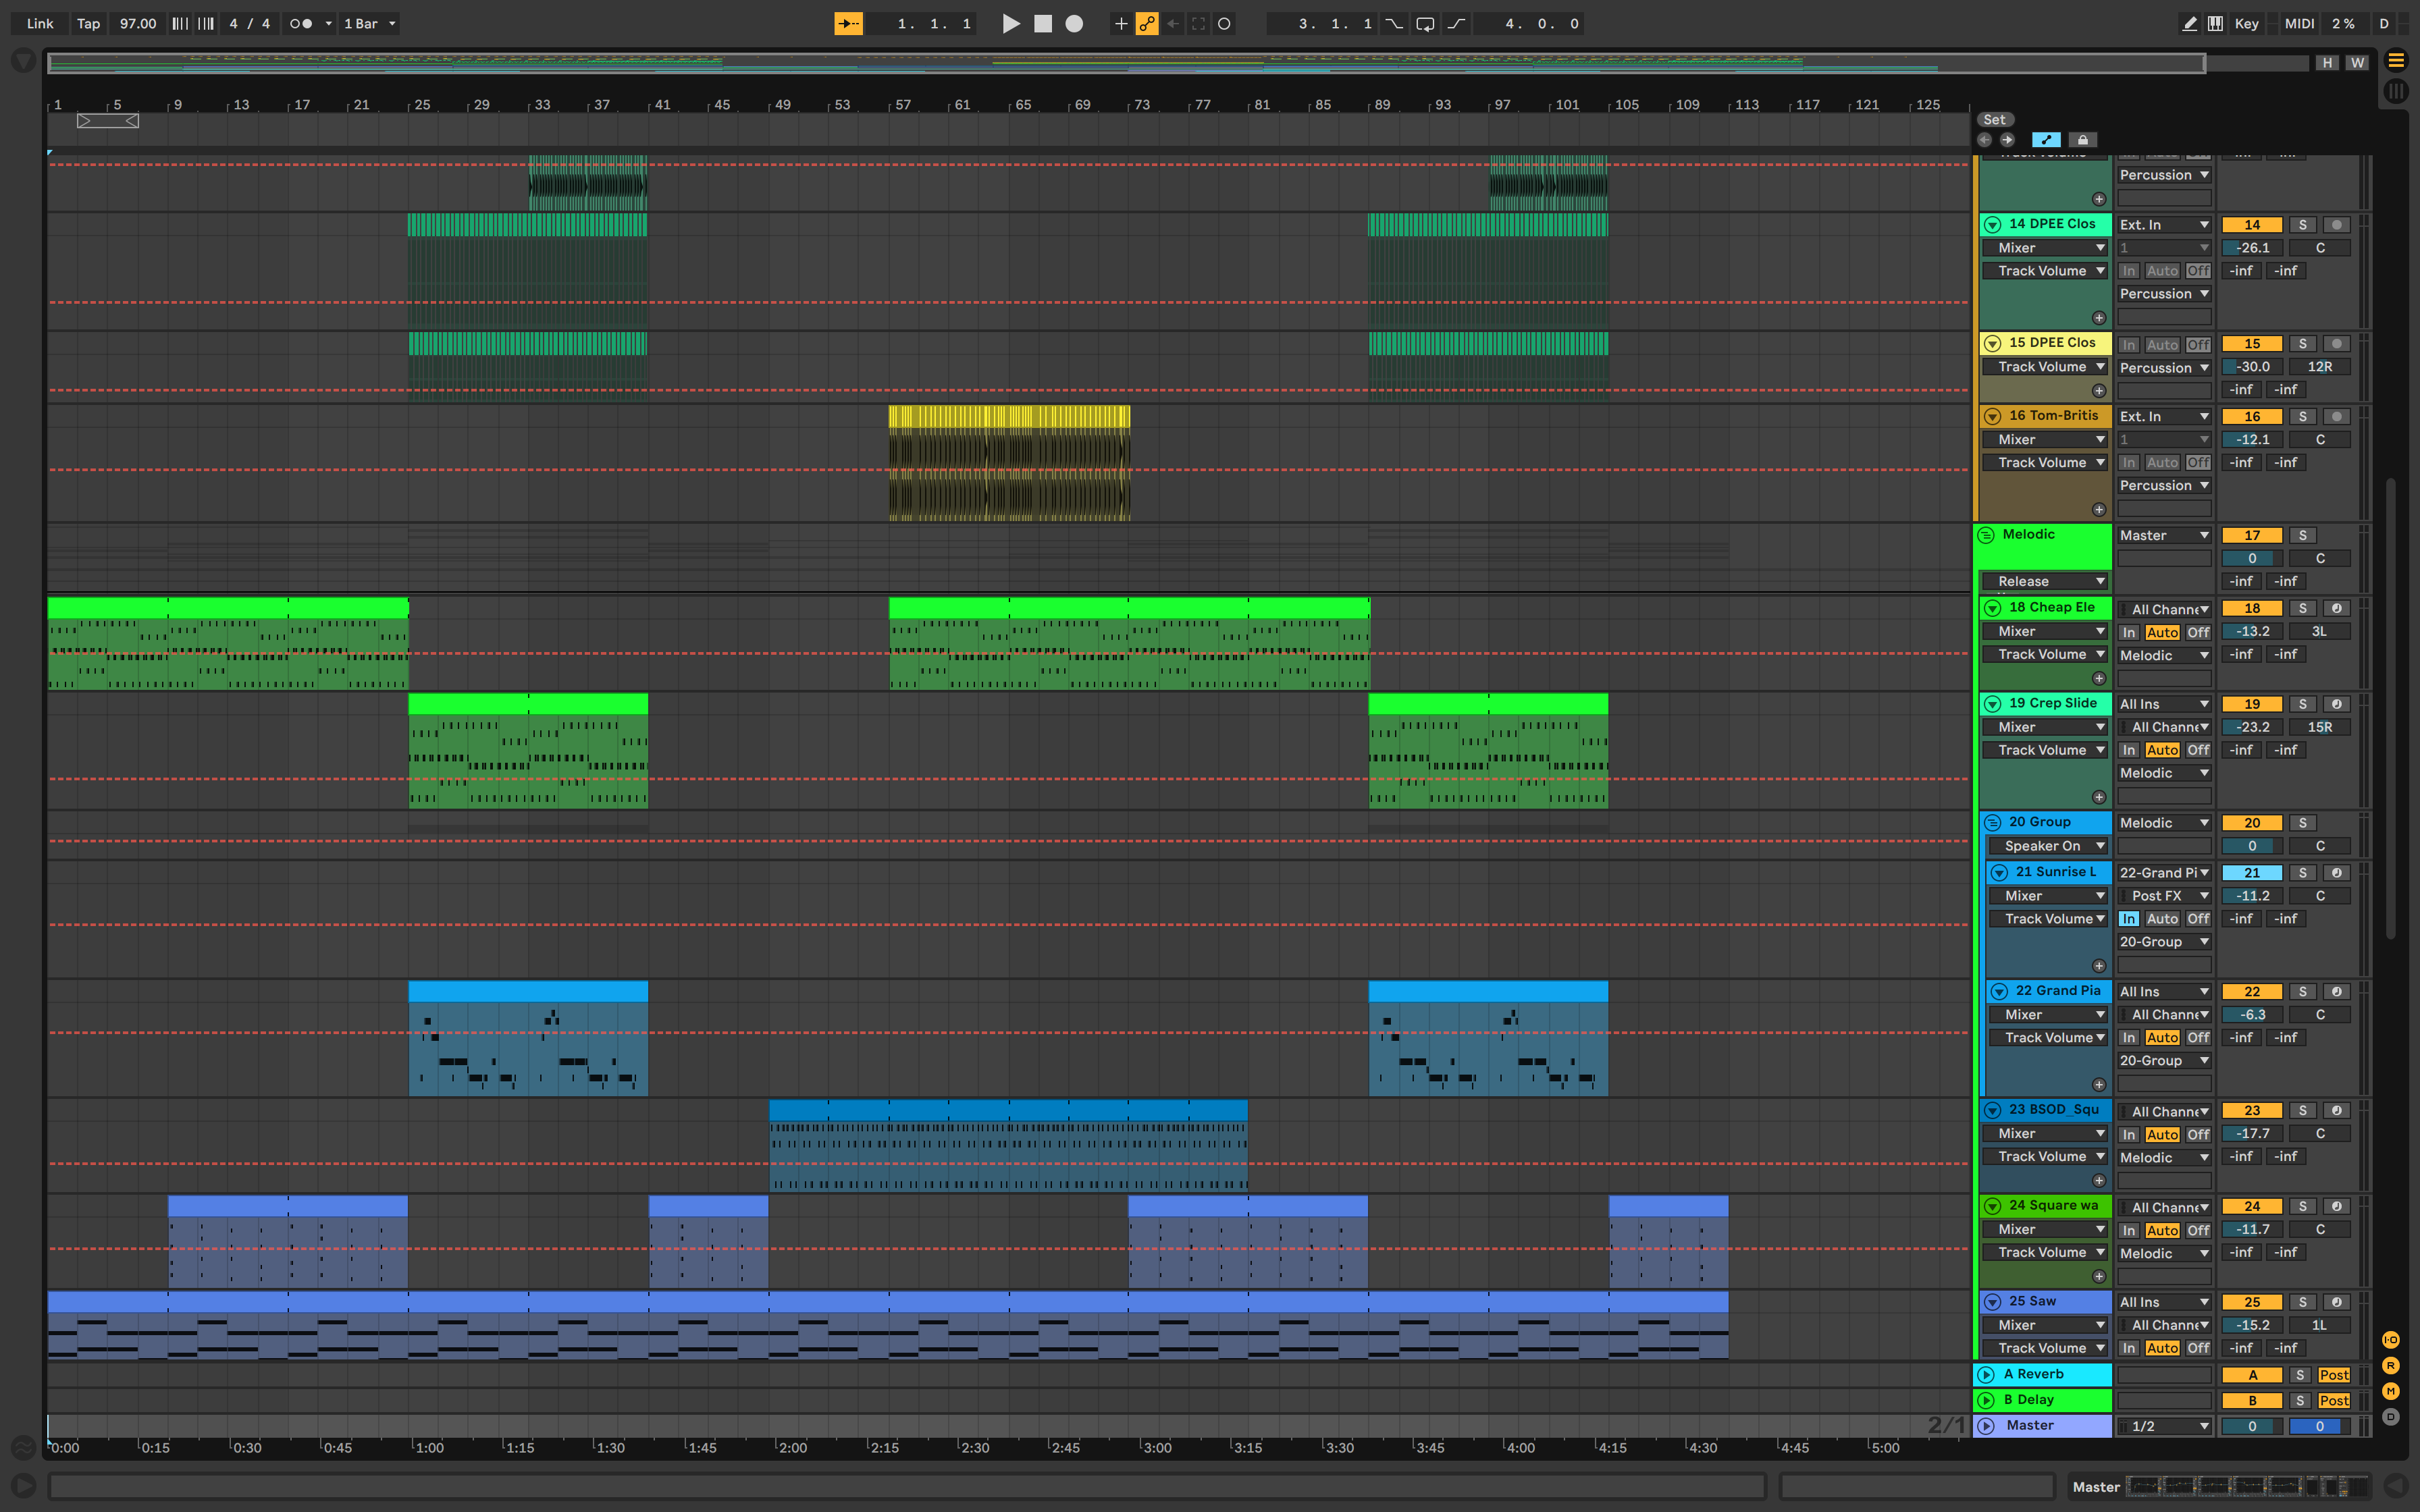 Link Tap 97.00 4 / 4 1 Bar 1. 1. 1 3. 1. 1 4. 0. 0 Key MIDI 2 % D
H W
1 5 9 13 17 21 25 29 33 37 41 45 49 53 57 61 65 69 73 77 81 85 89 93 97 101 105 109 113 117 121 125
Set
Percussion
14 DPEE Clos Ext. In 14 S
Mixer 1 -26.1 C
Track Volume In Auto Off -inf -inf
Percussion
15 DPEE Clos In Auto Off 15 S
Track Volume Percussion -30.0 12R
-inf -inf
16 Tom-Britis Ext. In 16 S
Mixer 1 -12.1 C
Track Volume In Auto Off -inf -inf
Percussion
Melodic Master 17 S
0 C
Release -inf -inf
18 Cheap Ele All Channe 18 S
Mixer In Auto Off -13.2 3L
Track Volume Melodic -inf -inf
19 Crep Slide All Ins 19 S
Mixer All Channe -23.2 15R
Track Volume In Auto Off -inf -inf
Melodic
20 Group Melodic 20 S
Speaker On 0 C
21 Sunrise L 22-Grand Pi 21 S
Mixer Post FX -11.2 C
Track Volume In Auto Off -inf -inf
20-Group
22 Grand Pia All Ins 22 S
Mixer All Channe -6.3 C
Track Volume In Auto Off -inf -inf
20-Group
23 BSOD_Squ All Channe 23 S
Mixer In Auto Off -17.7 C
Track Volume Melodic -inf -inf
24 Square wa All Channe 24 S
Mixer In Auto Off -11.7 C
Track Volume Melodic -inf -inf
25 Saw All Ins 25 S
Mixer All Channe -15.2 1L
Track Volume In Auto Off -inf -inf
I·O
R
M
D
A Reverb A S Post
B Delay B S Post
2/1 Master 1/2 0 0
0:00 0:15 0:30 0:45 1:00 1:15 1:30 1:45 2:00 2:15 2:30 2:45 3:00 3:15 3:30 3:45 4:00 4:15 4:30 4:45 5:00
Master